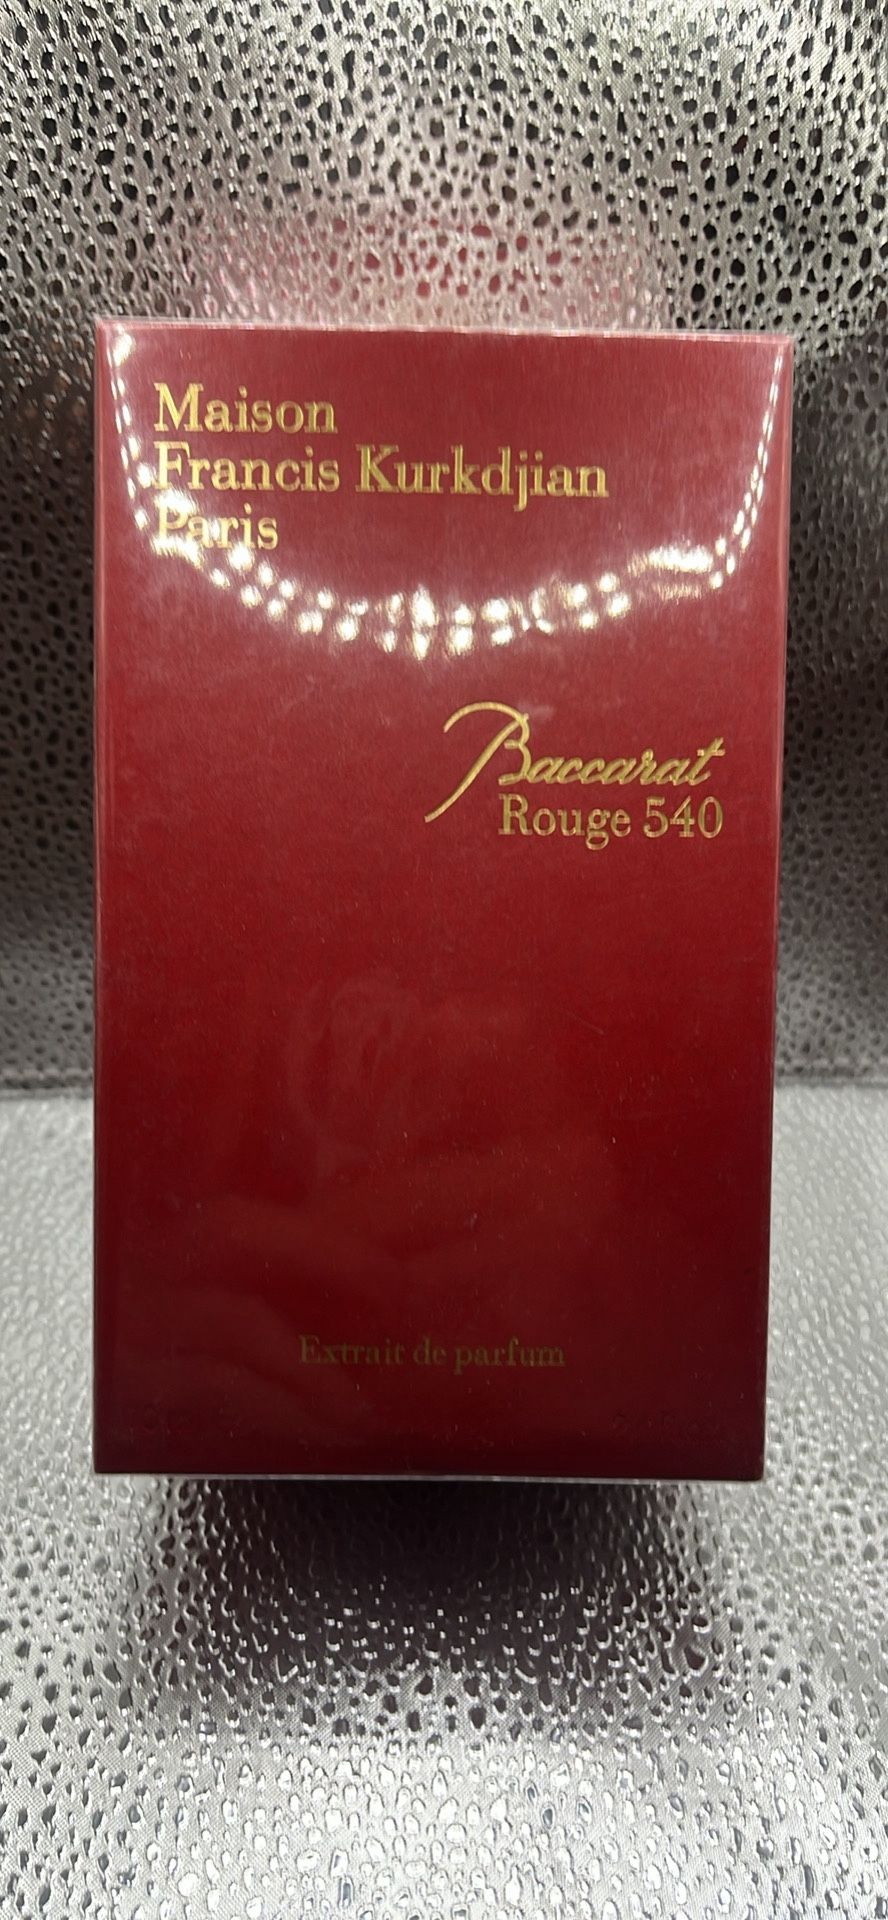 Maison
Francis Kurkdjian
Paris
Baccarat
Rouge 540
Extrait de parfum